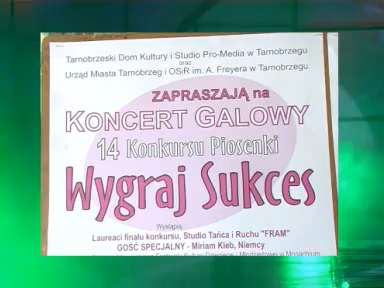 Tarnobrzeski Dom Kultury i Studio Pro-Media w Tarnobrzegu
oraz
Urząd Miasta Tarnobrzeg i OSiR im. A. Freyera w Tarnobrzegu
ZAPRASZAJĄ na
KONCERT GALOWY
14 Konkursu Piosenki
Wygraj Sukces
Wystąpią:
Laureaci finału konkursu, Studio Tańca i Ruchu "FRAM"
GOŚĆ SPECJALNY - Miriam Kleb, Niemcy